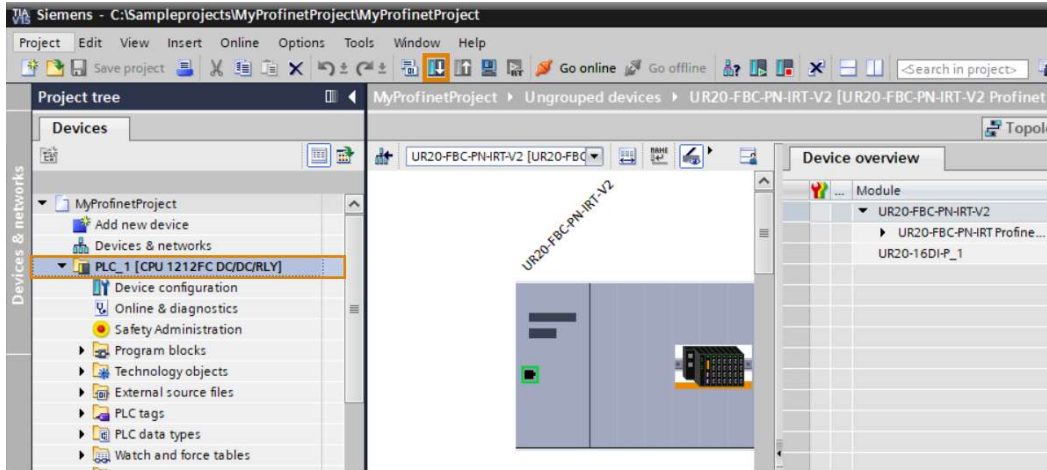 Siemens - C:\Sampleprojects\MyProfinetProject\MyProfinetProject
Project Edit View Insert Online Options Tools Window Help
Save project Go online Go offline <Search in project>
Project tree
MyProfinetProject Ungrouped devices UR20-FBC-PN-IRT-V2 [UR20-FBC-PN-IRT-V2 Profinet
Devices
Topol
UR20-FBC-PN-IRT-V2 [UR20-FBC
Device overview
Devices & networks
... Module
MyProfinetProject
UR20-FBC-PN-IRT-V2
Add new device
UR20-FBC-PN-IRT Profine...
Devices & networks
UR20-16DI-P_1
PLC_1 [CPU 1212FC DC/DC/RLY]
Device configuration
Online & diagnostics
Safety Administration
Program blocks
Technology objects
External source files
PLC tags
PLC data types
Watch and force tables
UR20-FBC-PN-IRT-V2